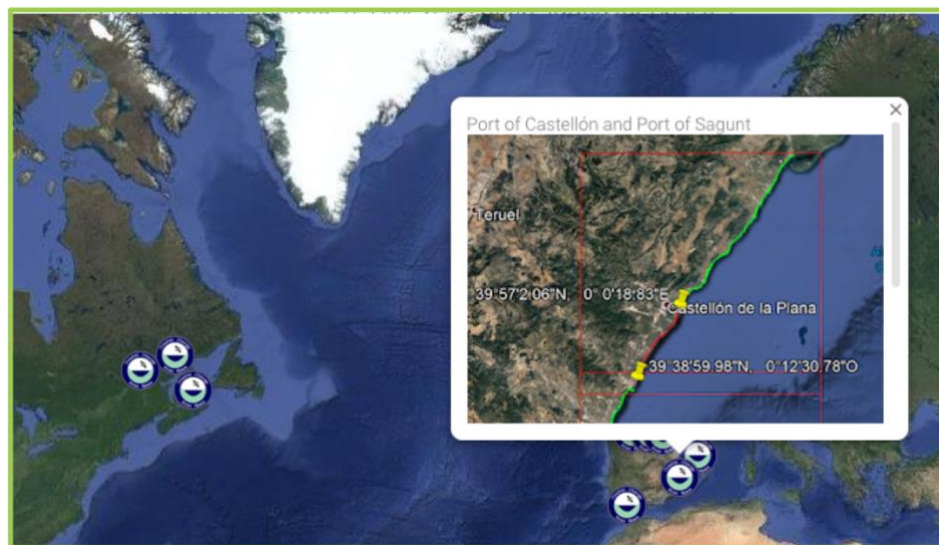 Port of Castellón and Port of Sagunt
Teruel
39°57'2.06"N, 0° 0'18.83"E
Castellón de la Plana
39°38'59.98"N, 0°12'30.78"O